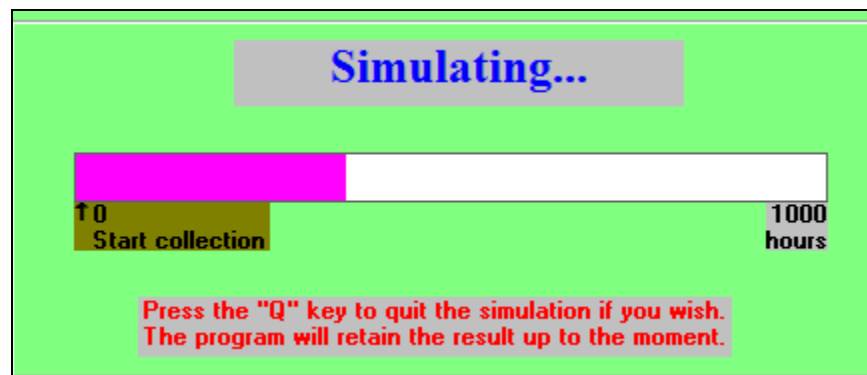 Simulating...
↑0
1000
Start collection
hours
Press the "Q" key to quit the simulation if you wish.
The program will retain the result up to the moment.